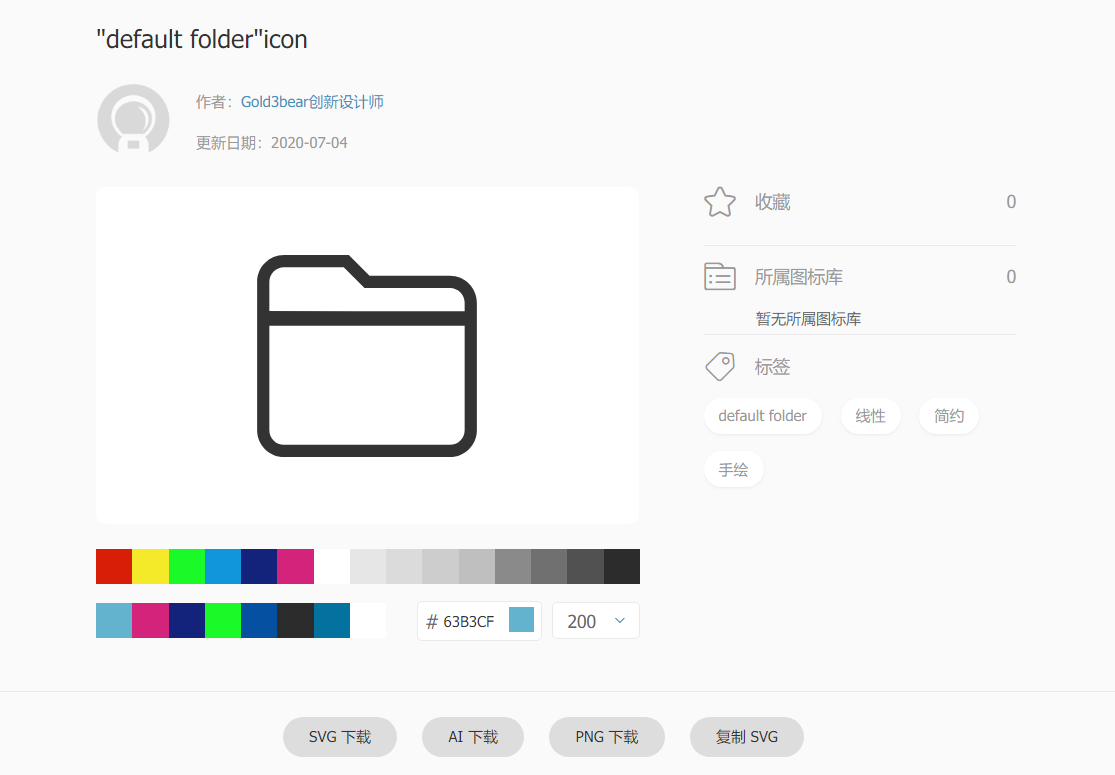 "default folder"icon
作者：Gold3bear创新设计师
更新日期：2020-07-04
收藏 0
所属图标库 0
暂无所属图标库
标签
default folder 线性 简约
手绘
# 63B3CF 200
SVG 下载 AI 下载 PNG 下载 复制 SVG